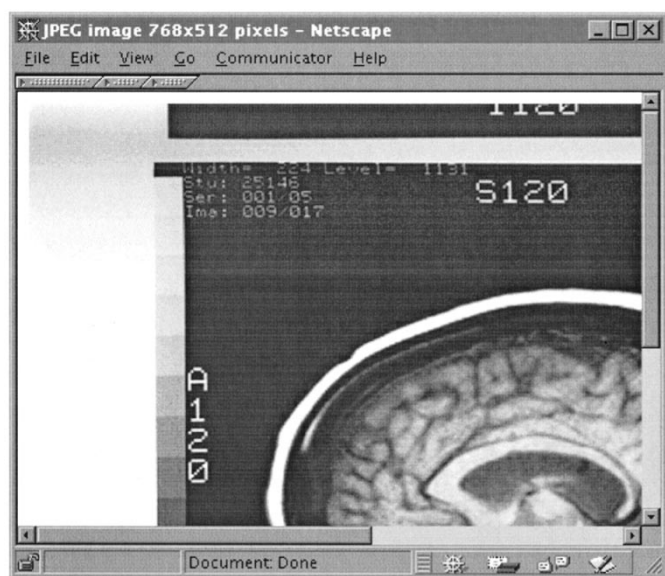 JPEG image 768x512 pixels – Netscape
File Edit View Go Communicator Help
I120
Width= 224 Level= 1131
Stu: 25146
Ser: 001/05
Ima: 009/017
S120
A
1
2
0
Document: Done